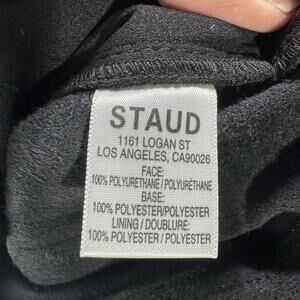 STAUD
1161 LOGAN ST
LOS ANGELES, CA90026
FACE:
100% POLYURETHANE / POLYURÉTHANE
BASE:
100% POLYESTER/POLYESTER
LINING / DOUBLURE:
100% POLYESTER / POLYESTER